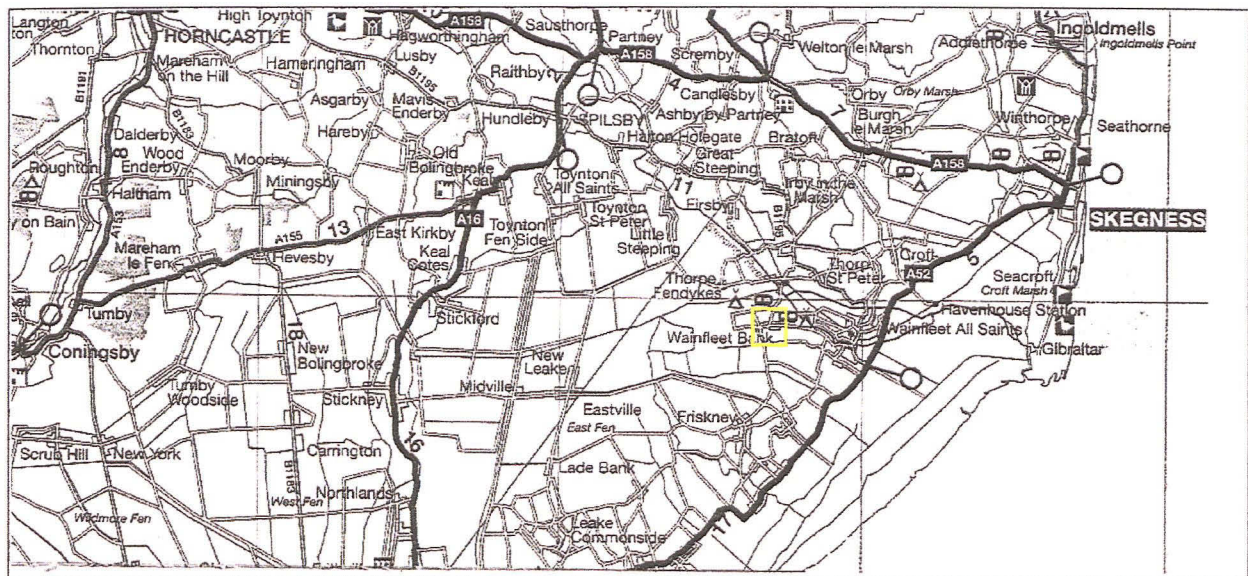 Langton
High Toynton
A158
Sausthorpe
Partney
Ingoldmells
Ingoldmells Point
Thornton
HORNCASTLE
Hagworthingham
Lusby
A158
Scremby
Welton le Marsh
Addlethorpe
Mareham on the Hill
Hameringham
Raithby
4
Candlesby
Orby
Orby Marsh
B1191
B1195
Asgarby
Mavis Enderby
Hundleby
SPILSBY
Ashby by Partney
7
Burgh le Marsh
Winthorpe
Seathorne
B1183
Dalderby
Hareby
Halton Holegate
Bratoft
8
Wood Enderby
Moorby
Old Bolingbroke
Great Steeping
A158
Roughton
Haltham
Miningsby
Keal
Toynton All Saints
11
Irby in the Marsh
Firsby
y on Bain
A153
A16
Toynton St Peter
B1195
SKEGNESS
Mareham le Fen
A155
13
East Kirkby
Toynton Fen Side
Little Steeping
Croft
5
Revesby
Keal Cotes
Thorpe St Peter
A52
Seacroft
Croft Marsh
Thorpe Fendykes
Tumby
Stickford
Havenhouse Station
Wainfleet All Saints
Coningsby
18
New Bolingbroke
Wainfleet Bank
Gibraltar
New Leake
Tumby Woodside
Stickney
Midville
Eastville
East Fen
Friskney
16
Scrub Hill
New York
Carrington
Lade Bank
B1183
Northlands
West Fen
Wildmore Fen
Leake Commonside
17